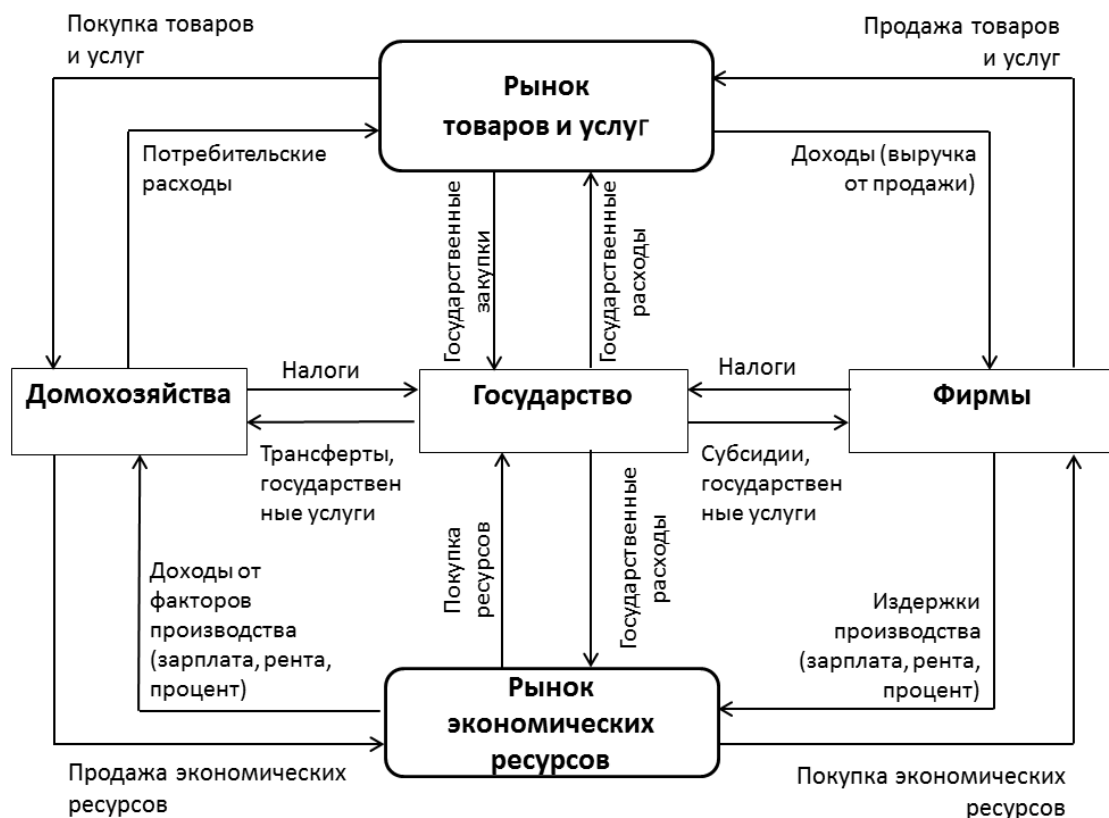 Покупка товаров
и услуг
Продажа товаров
и услуг
Рынок
товаров и услуг
Потребительские
расходы
Доходы (выручка
от продажи)
Государственные
закупки
Государственные
расходы
Домохозяйства
Налоги
Государство
Налоги
Фирмы
Трансферты,
государствен
ные услуги
Субсидии,
государствен
ные услуги
Покупка
ресурсов
Государственные
расходы
Доходы от
факторов
производства
(зарплата, рента,
процент)
Издержки
производства
(зарплата, рента,
процент)
Рынок
экономических
ресурсов
Продажа экономических
ресурсов
Покупка экономических
ресурсов